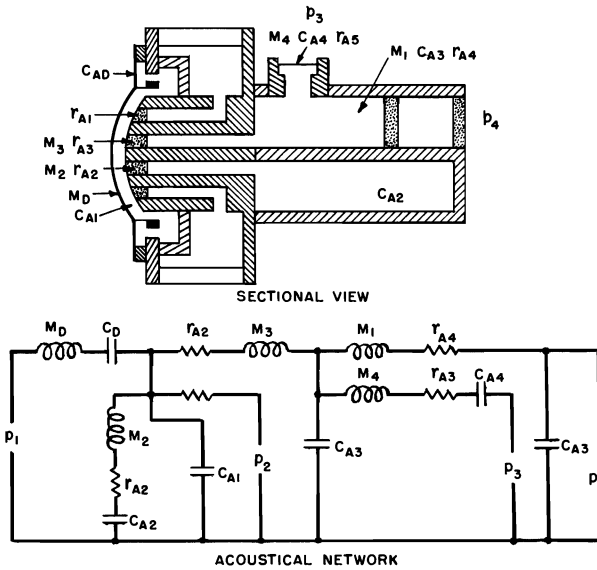 p3
M4 CA4 rA5
M1 CA3 rA4
CAD
rA1
M3 rA3
M2 rA2
MD
CA1
p4
CA2
SECTIONAL VIEW
MD CD rA2 M3 M1 rA4
M4 rA3 CA4
p1
M2
rA2
CA2
CA1
p2
CA3
p3
CA3
p
ACOUSTICAL NETWORK